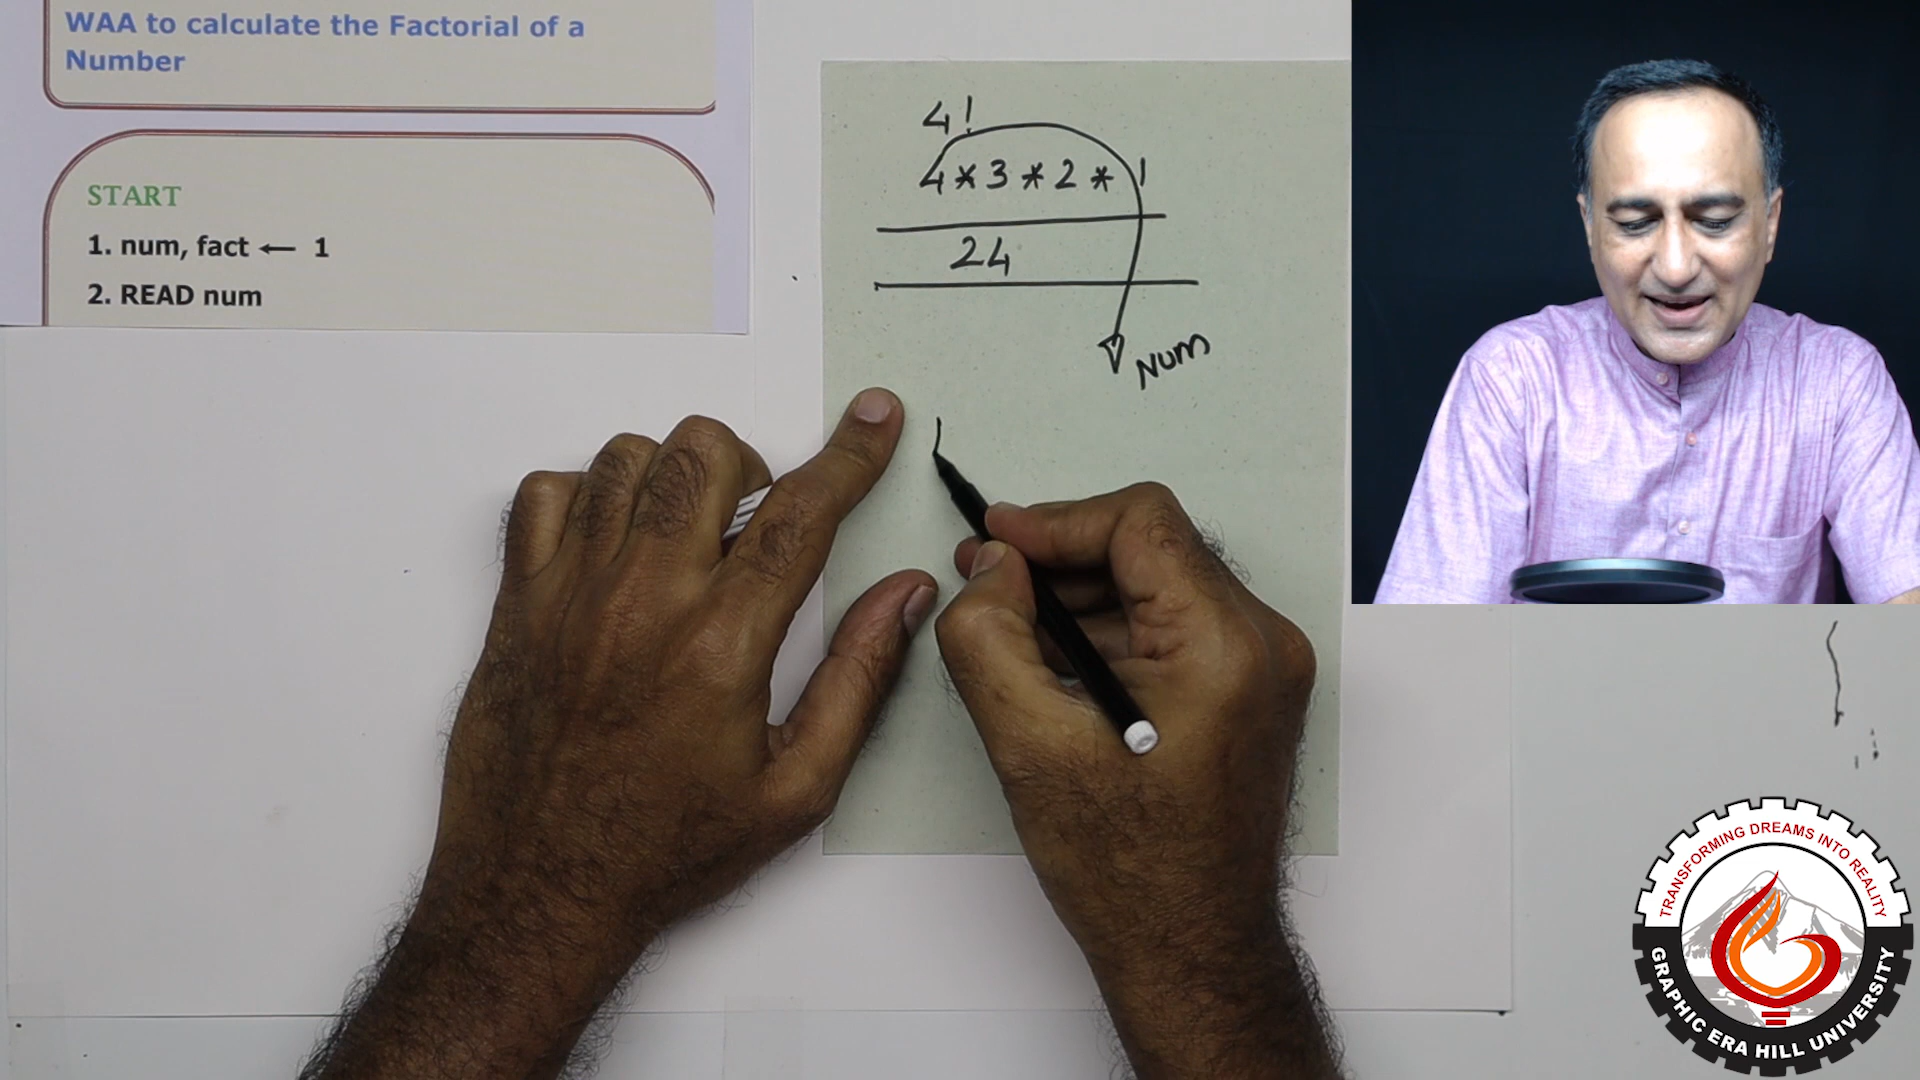 WAA to calculate the Factorial of a
Number
START
1. num, fact ← 1
2. READ num
4!
4 * 3 * 2 * 1
24
Num
TRANSFORMING DREAMS INTO REALITY
GRAPHIC ERA HILL UNIVERSITY